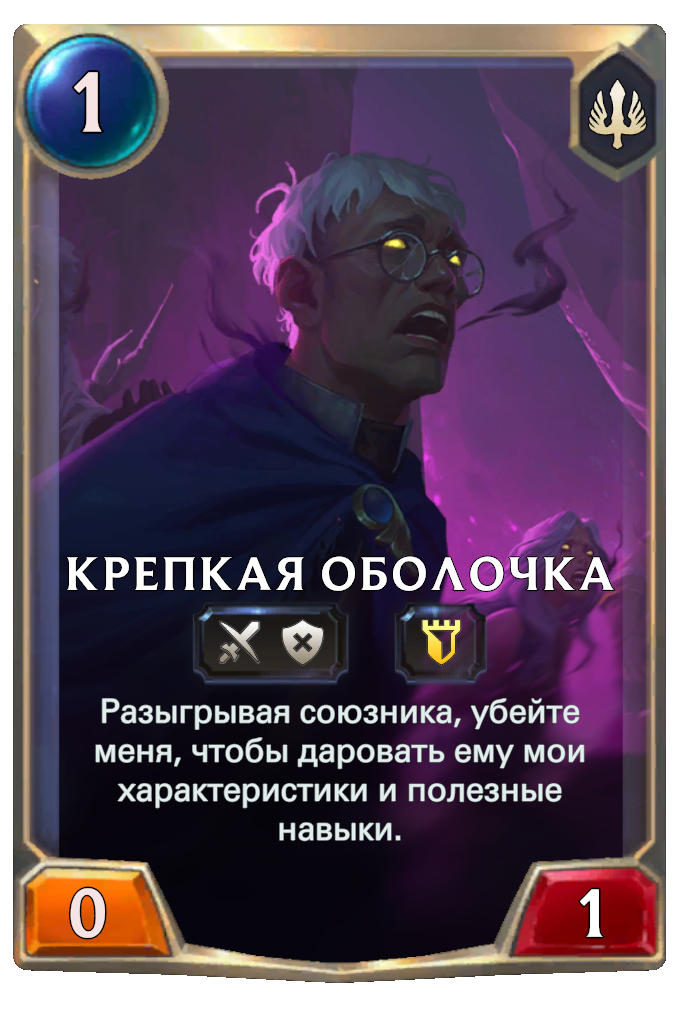 1
КРЕПКАЯ ОБОЛОЧКА
Разыгрывая союзника, убейте
меня, чтобы даровать ему мои
характеристики и полезные
навыки.
0
1